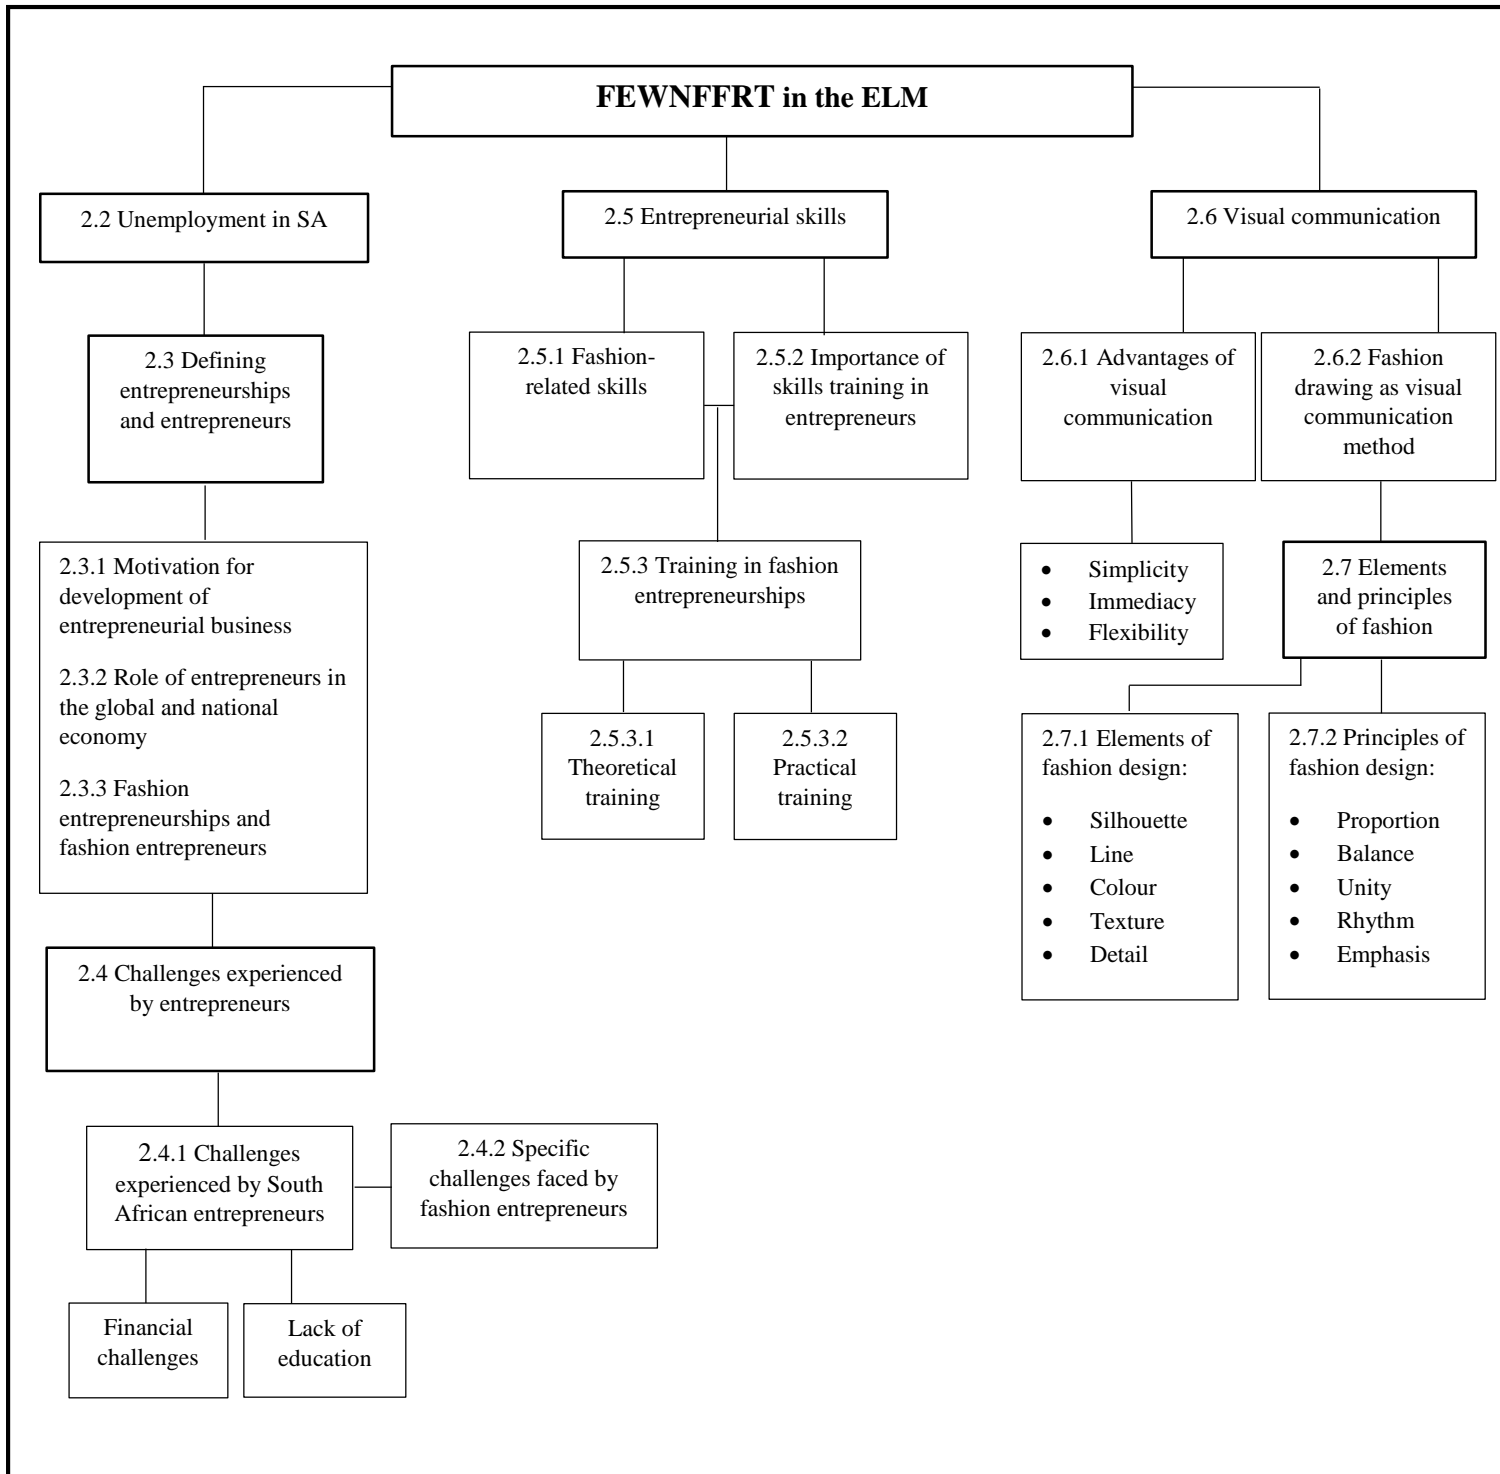 FEWNFFRT in the ELM
2.2 Unemployment in SA
2.3 Defining
entrepreneurships
and entrepreneurs
2.3.1 Motivation for
development of
entrepreneurial business
2.3.2 Role of entrepreneurs in
the global and national
economy
2.3.3 Fashion
entrepreneurships and
fashion entrepreneurs
2.4 Challenges experienced
by entrepreneurs
2.4.1 Challenges
experienced by South
African entrepreneurs
2.4.2 Specific
challenges faced by
fashion entrepreneurs
Financial
challenges
Lack of
education
2.5 Entrepreneurial skills
2.5.1 Fashion-
related skills
2.5.2 Importance of
skills training in
entrepreneurs
2.5.3 Training in fashion
entrepreneurships
2.5.3.1
Theoretical
training
2.5.3.2
Practical
training
2.6 Visual communication
2.6.1 Advantages of
visual
communication
• Simplicity
• Immediacy
• Flexibility
2.6.2 Fashion
drawing as visual
communication
method
2.7 Elements
and principles
of fashion
2.7.1 Elements of
fashion design:
• Silhouette
• Line
• Colour
• Texture
• Detail
2.7.2 Principles of
fashion design:
• Proportion
• Balance
• Unity
• Rhythm
• Emphasis